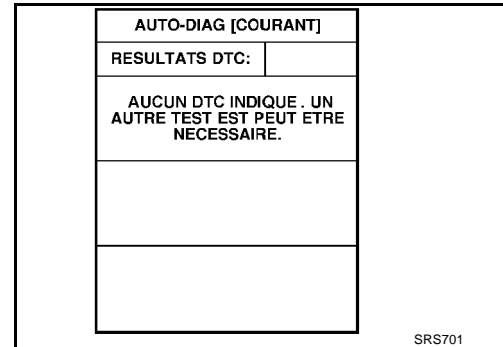 AUTO-DIAG [COURANT]
RESULTATS DTC:
AUCUN DTC INDIQUE . UN
AUTRE TEST EST PEUT ETRE
NECESSAIRE.
SRS701